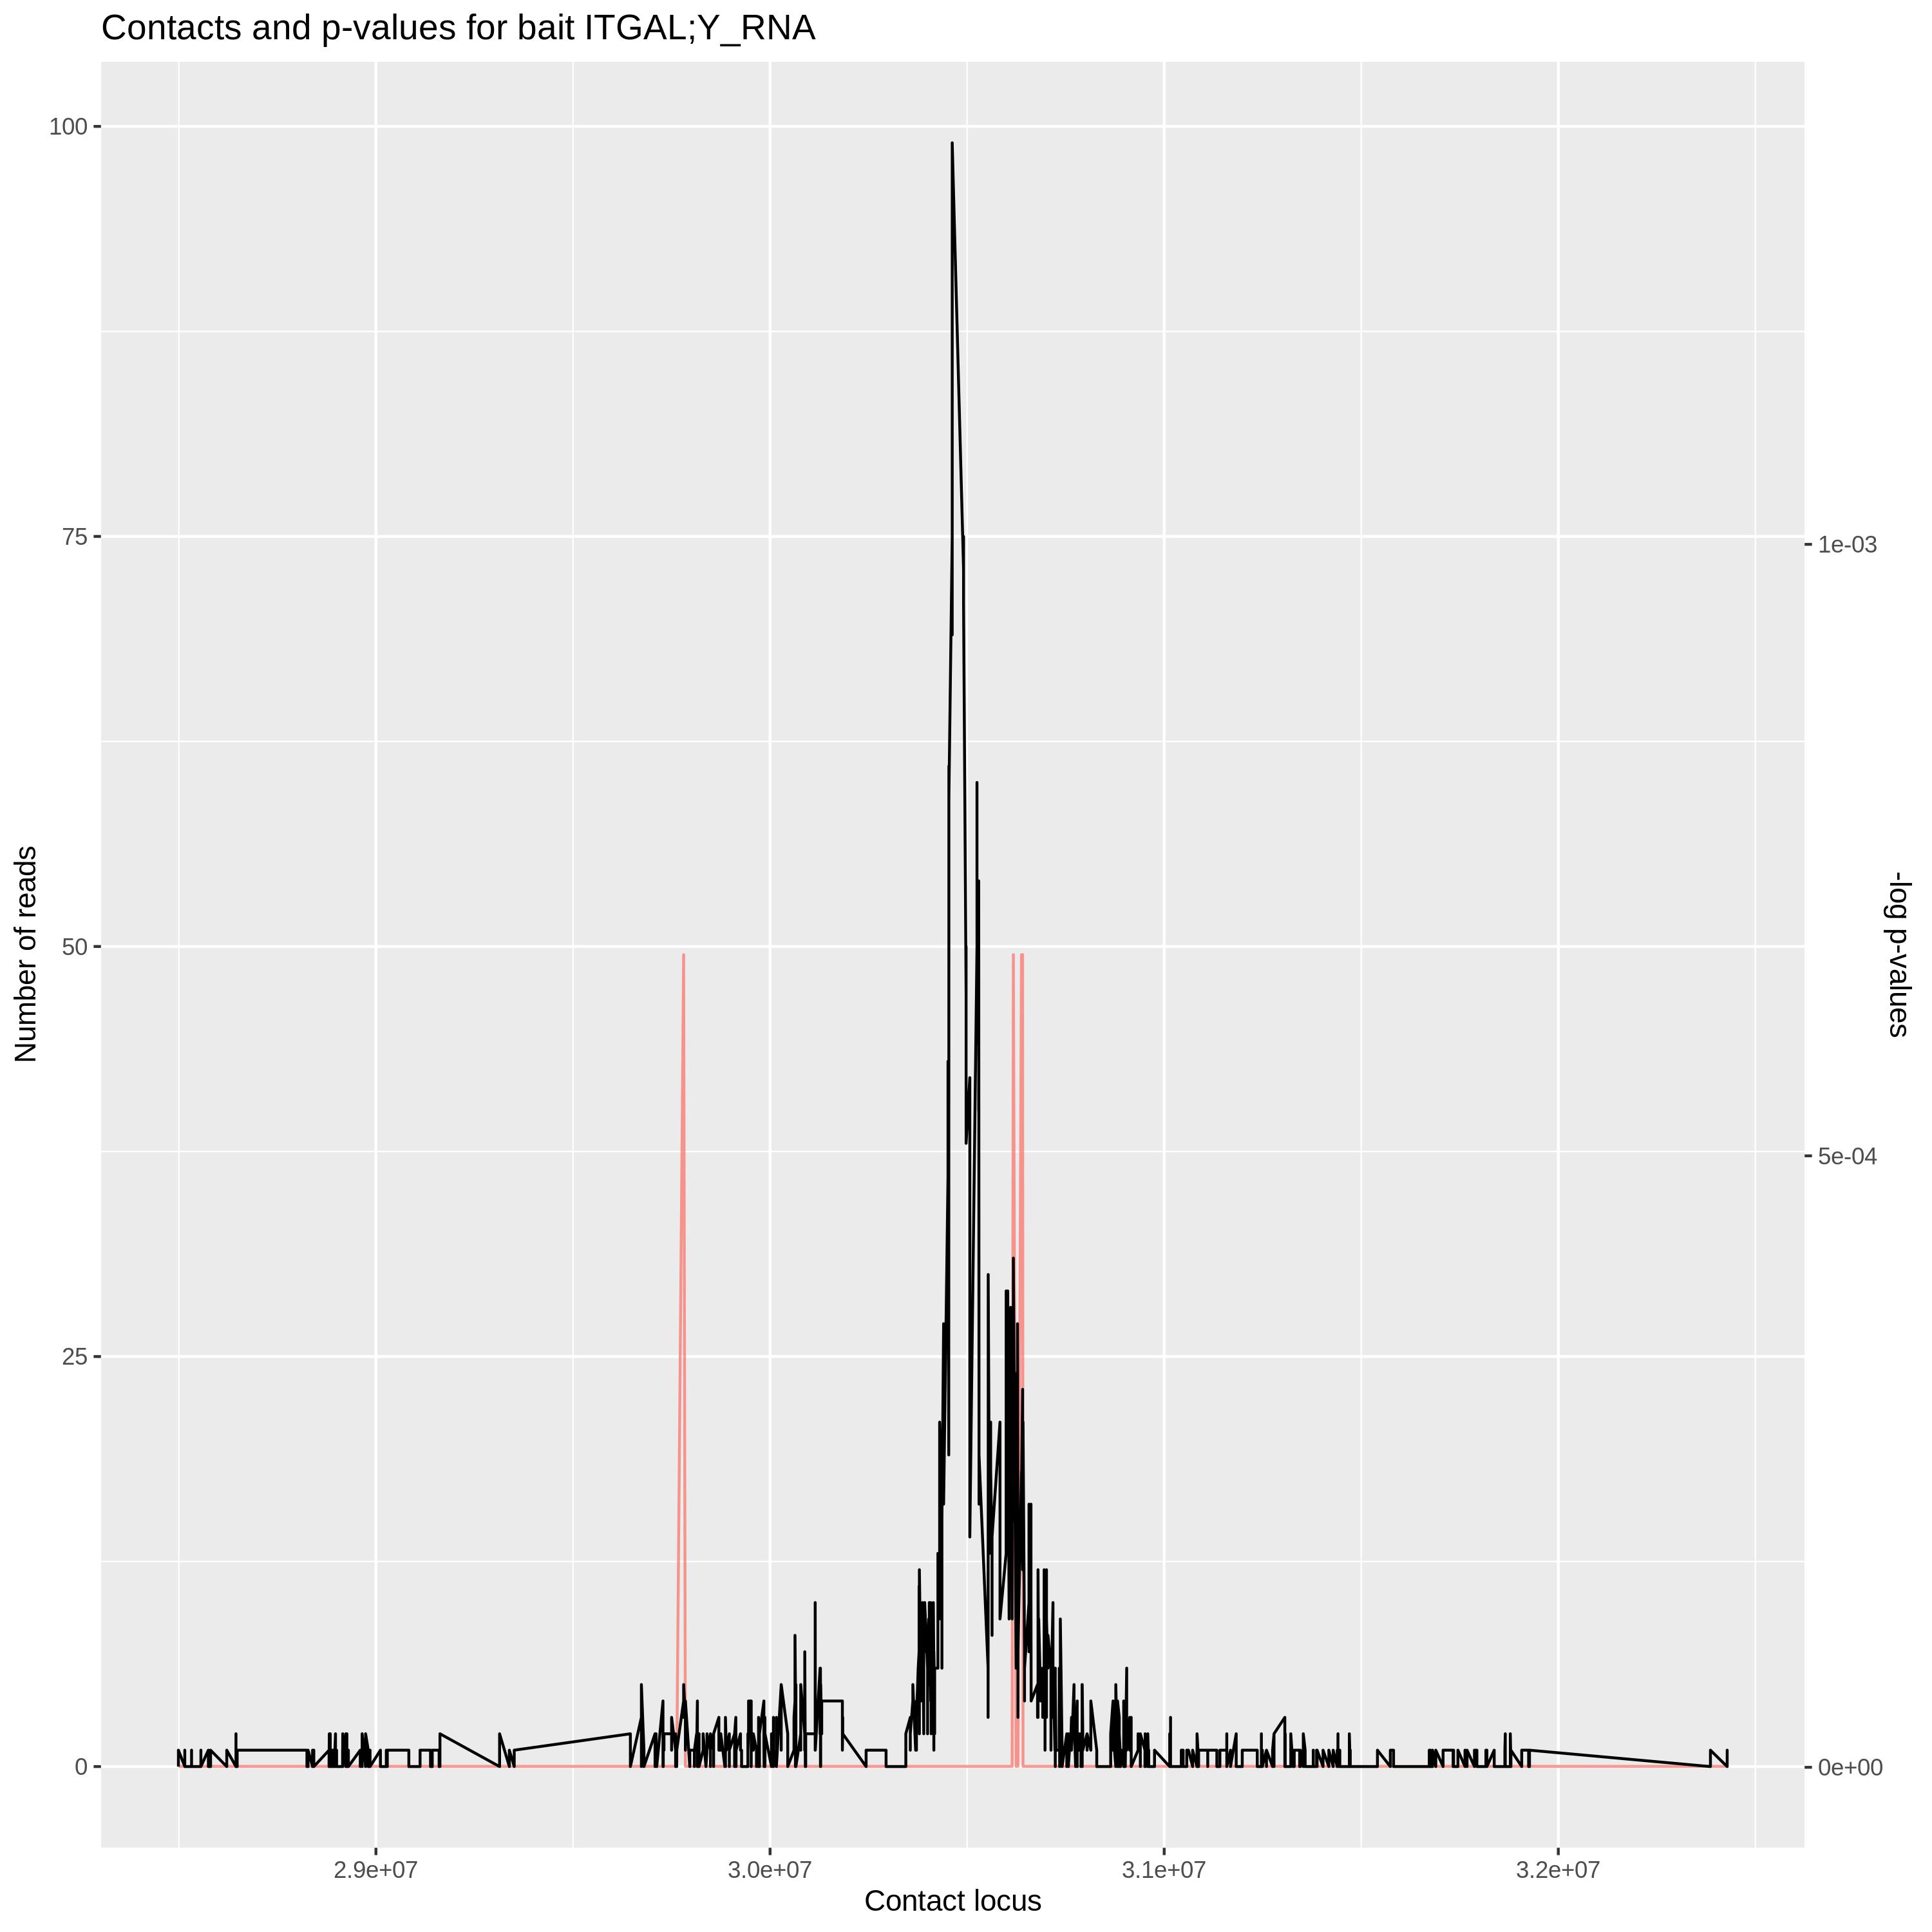 Contacts and p-values for bait ITGAL;Y_RNA
100
75
50
25
0
Number of reads
1e-03
5e-04
0e+00
-log p-values
2.9e+07
3.0e+07
3.1e+07
3.2e+07
Contact locus